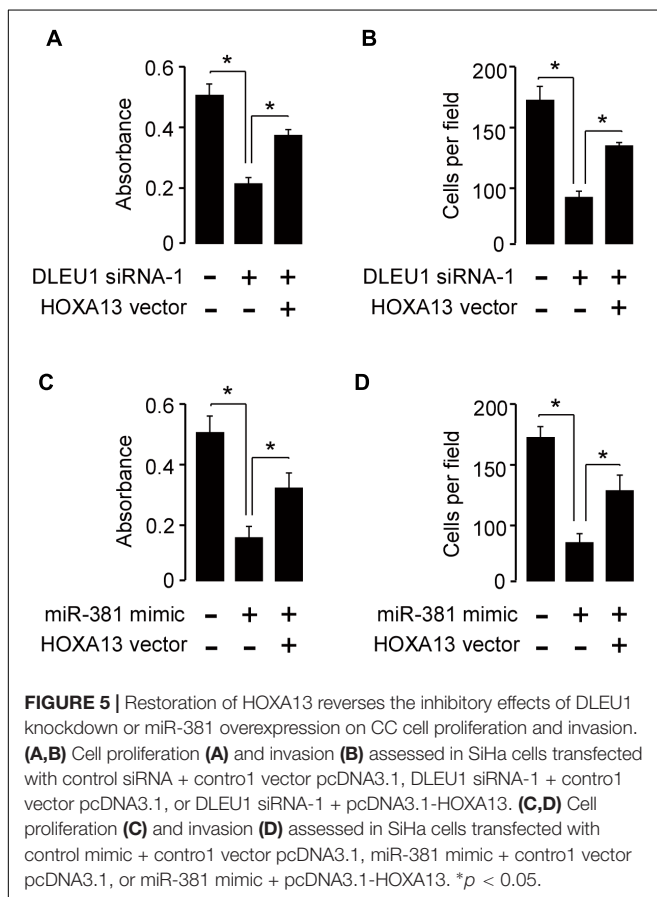 A
B
0.6
0.4
0.2
0
Absorbance
*
*
200
150
100
0
Cells per field
*
*
DLEU1 siRNA-1 – + +
HOXA13 vector – – +
DLEU1 siRNA-1 – + +
HOXA13 vector – – +
C
D
0.6
0.4
0.2
0
Absorbance
*
*
200
150
100
0
Cells per field
*
*
miR-381 mimic – + +
HOXA13 vector – – +
miR-381 mimic – + +
HOXA13 vector – – +
FIGURE 5 | Restoration of HOXA13 reverses the inhibitory effects of DLEU1
knockdown or miR-381 overexpression on CC cell proliferation and invasion.
(A,B) Cell proliferation (A) and invasion (B) assessed in SiHa cells transfected
with control siRNA + contro1 vector pcDNA3.1, DLEU1 siRNA-1 + contro1
vector pcDNA3.1, or DLEU1 siRNA-1 + pcDNA3.1-HOXA13. (C,D) Cell
proliferation (C) and invasion (D) assessed in SiHa cells transfected with
control mimic + contro1 vector pcDNA3.1, miR-381 mimic + contro1 vector
pcDNA3.1, or miR-381 mimic + pcDNA3.1-HOXA13. *p < 0.05.